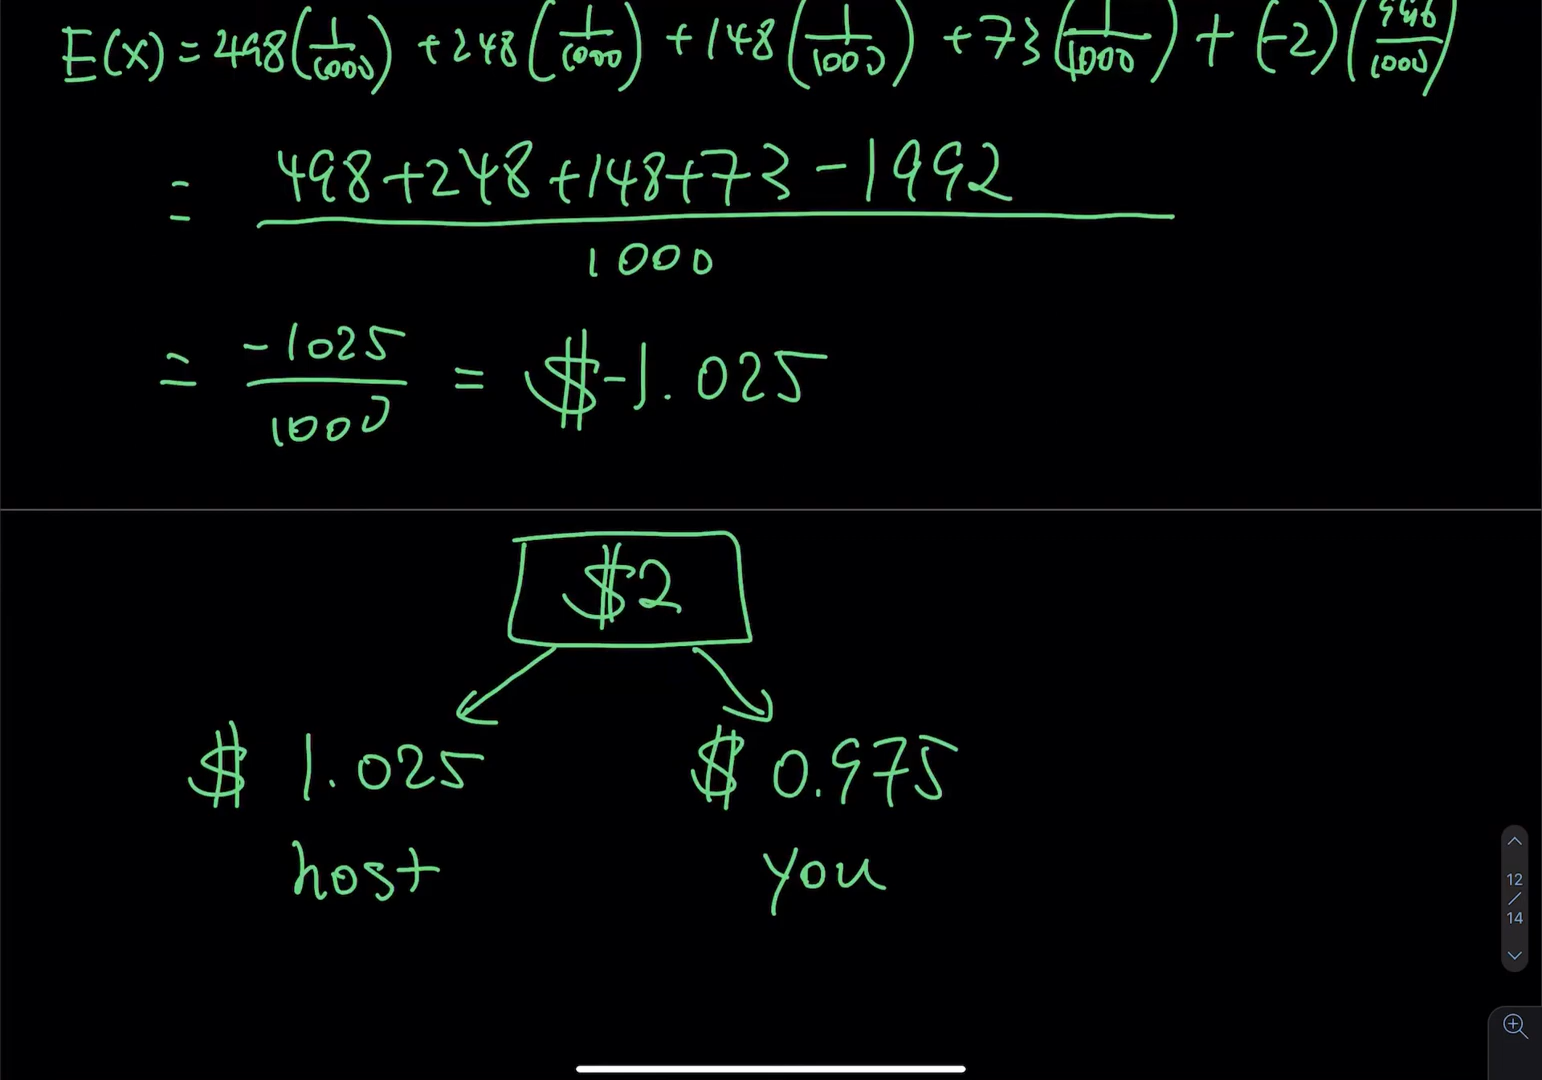 E(x) = 498(1/1000) + 248(1/1000) + 148(1/1000) + 73(1/1000) + (-2)(996/1000)
= 498+248+148+73-1992
1000
= -1025/1000 = $-1.025
$2
$ 1.025 $ 0.975
host you
12
/
14